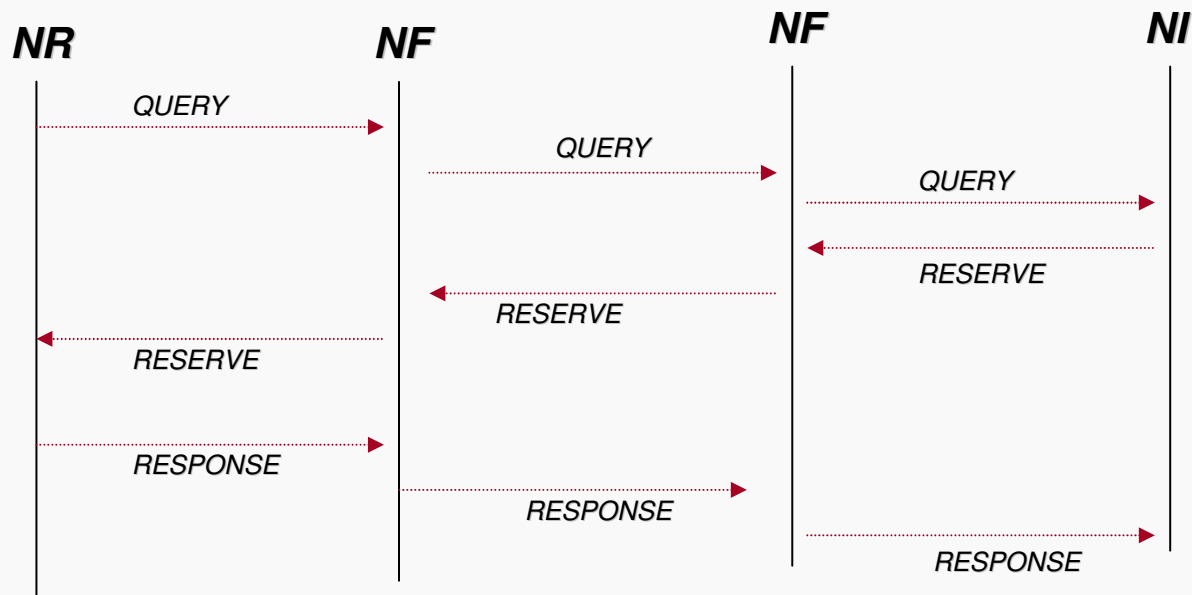 NR NF NF NI
QUERY
QUERY
QUERY
RESERVE
RESERVE
RESERVE
RESPONSE
RESPONSE
RESPONSE